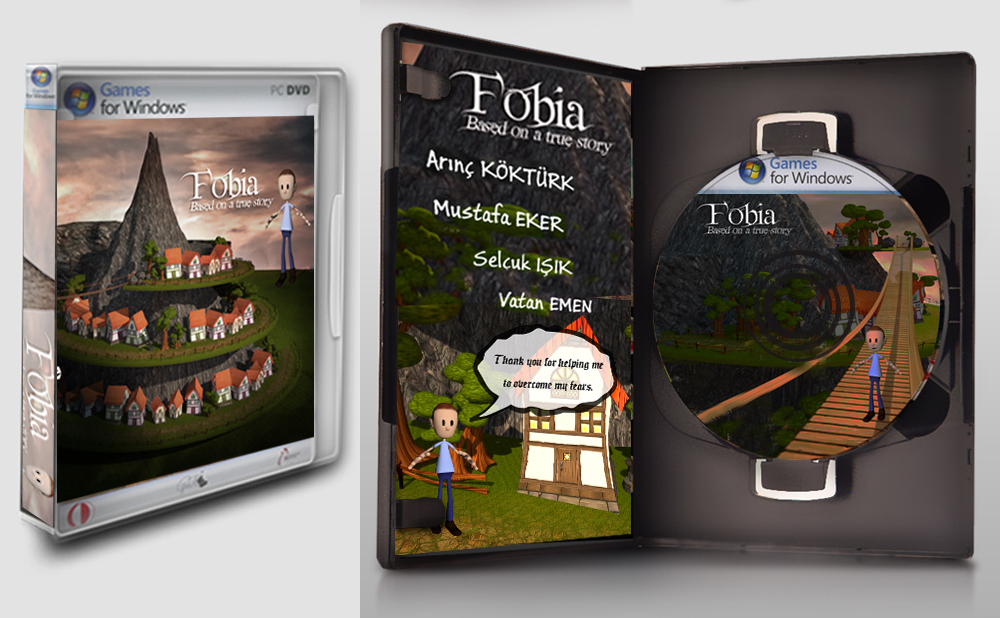 Games
for Windows
PC DVD
Fobia
Based on a true story
Fobia
Fobia
Based on a true story
Arınç KÖKTÜRK
Mustafa EKER
Selcuk IŞIK
Vatan EMEN
Thank you for helping me
to overcome my fears.
Games
for Windows
Fobia
Based on a true story